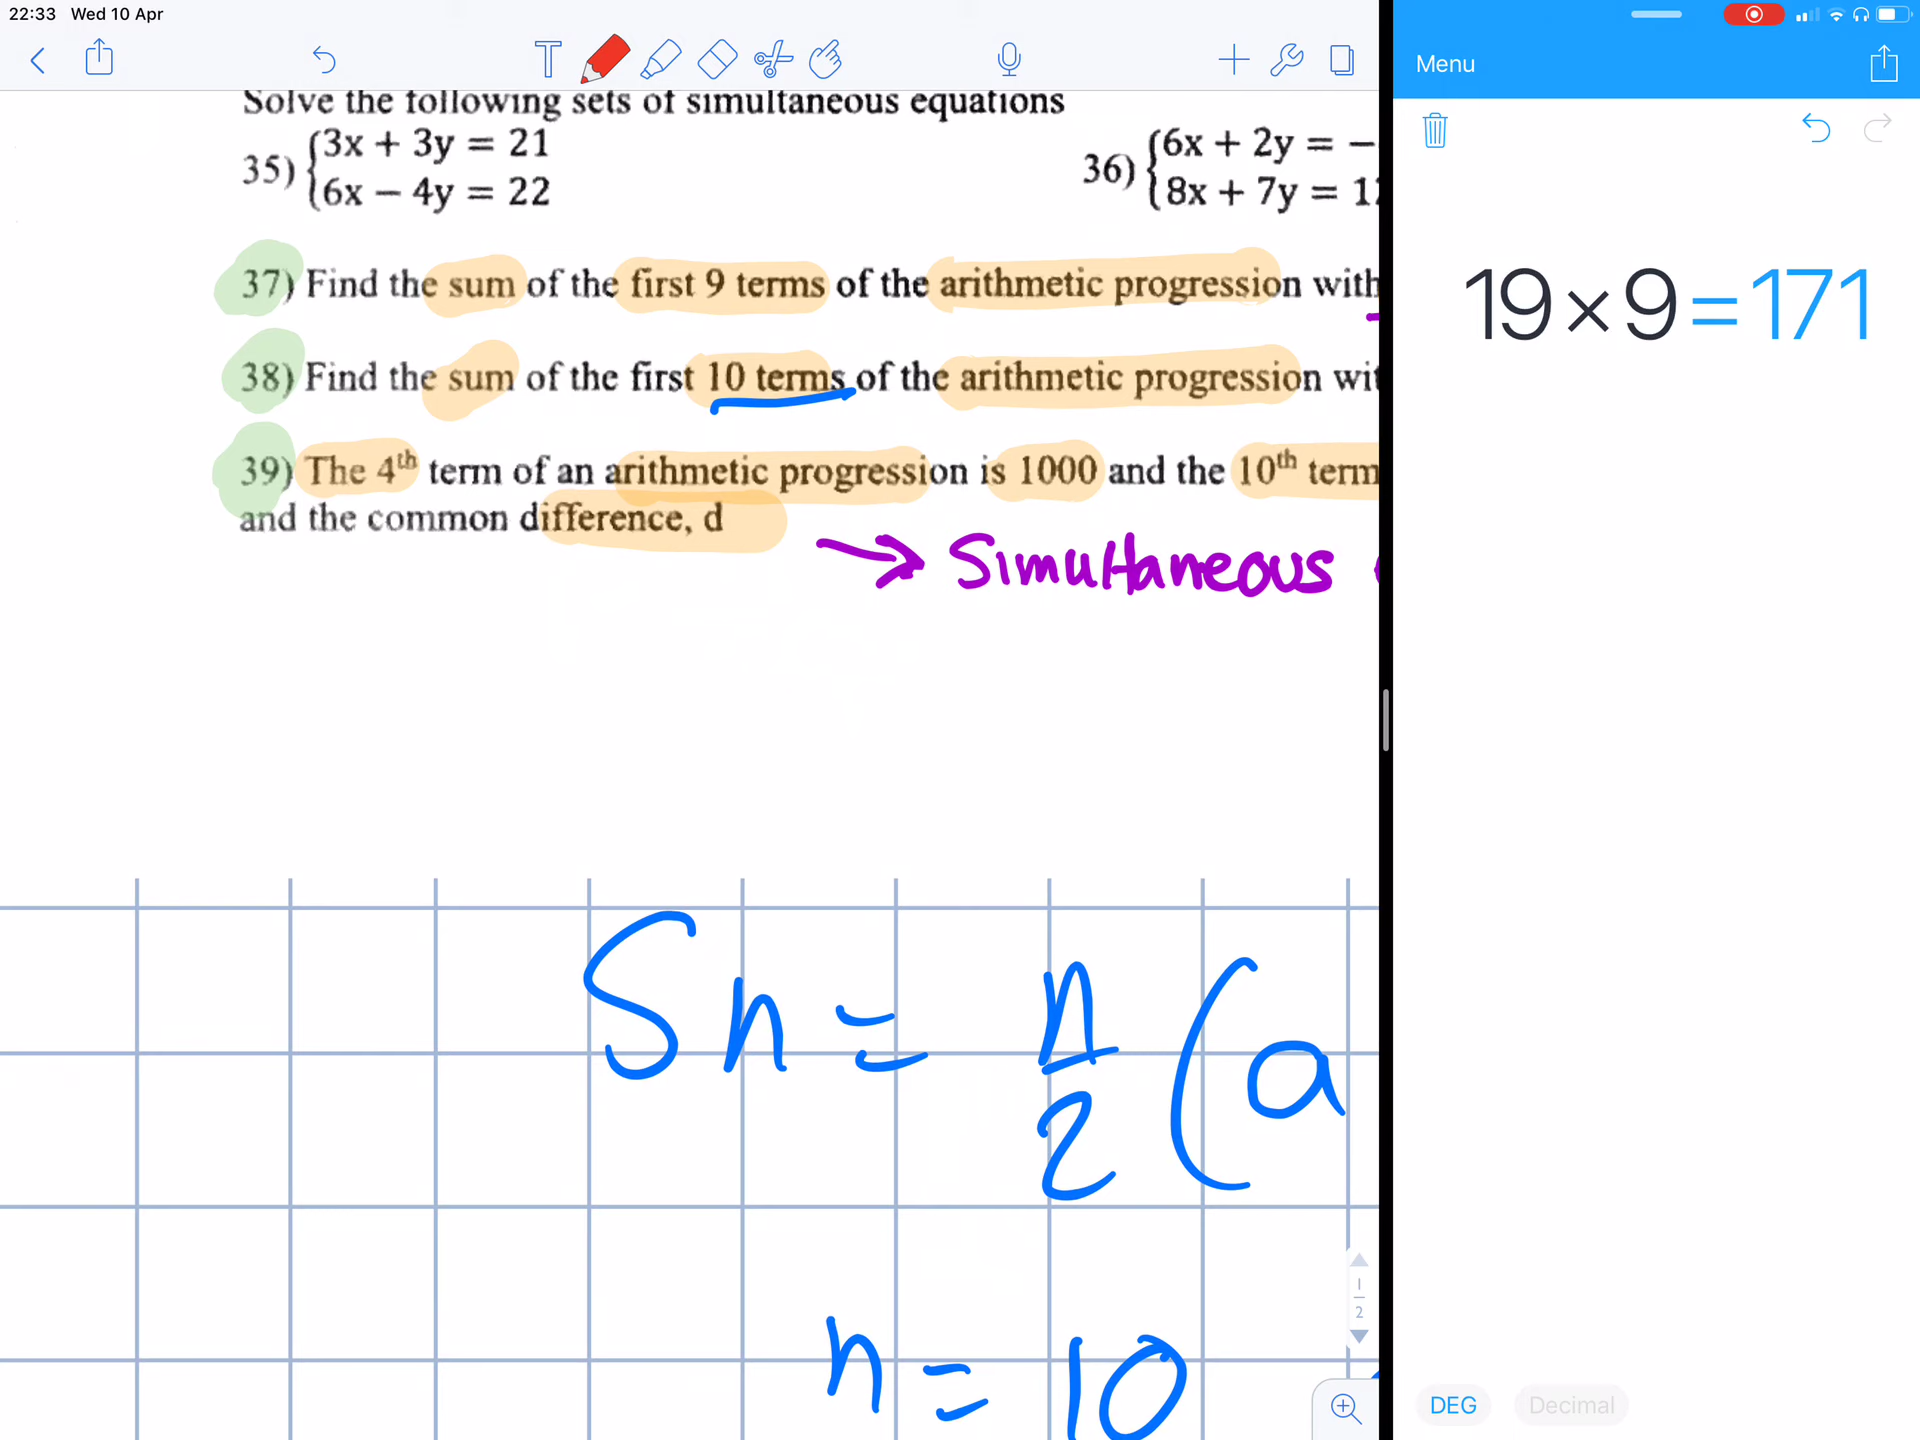 22:33 Wed 10 Apr
Menu
T
Solve the following sets of simultaneous equations
35) {3x + 3y = 21
6x − 4y = 22
36) {6x + 2y = −
8x + 7y = 1
37) Find the sum of the first 9 terms of the arithmetic progression with
38) Find the sum of the first 10 terms of the arithmetic progression wit
39) The 4th term of an arithmetic progression is 1000 and the 10th term
and the common difference, d
→ Simultaneous
Sn = n/2 (a
n = 10
1
2
19×9=171
DEG Decimal